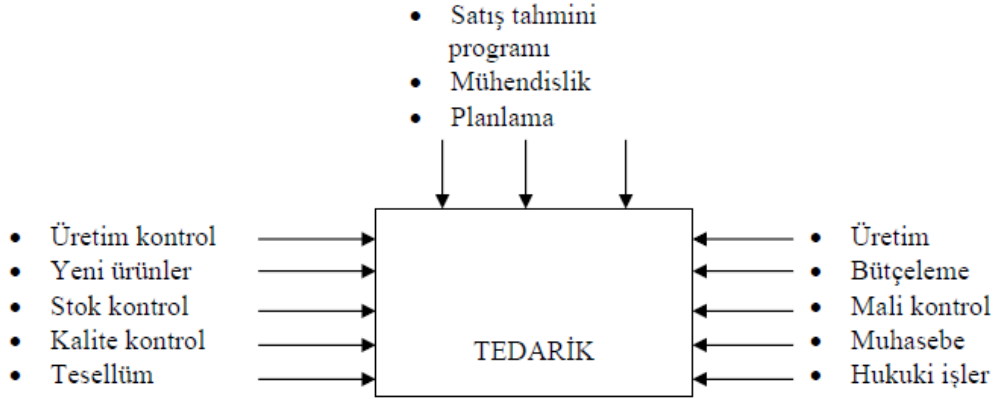 • Satış tahmini
programı
• Mühendislik
• Planlama
• Üretim kontrol
• Yeni ürünler
• Stok kontrol
• Kalite kontrol
• Tesellüm
TEDARİK
• Üretim
• Bütçeleme
• Mali kontrol
• Muhasebe
• Hukuki işler